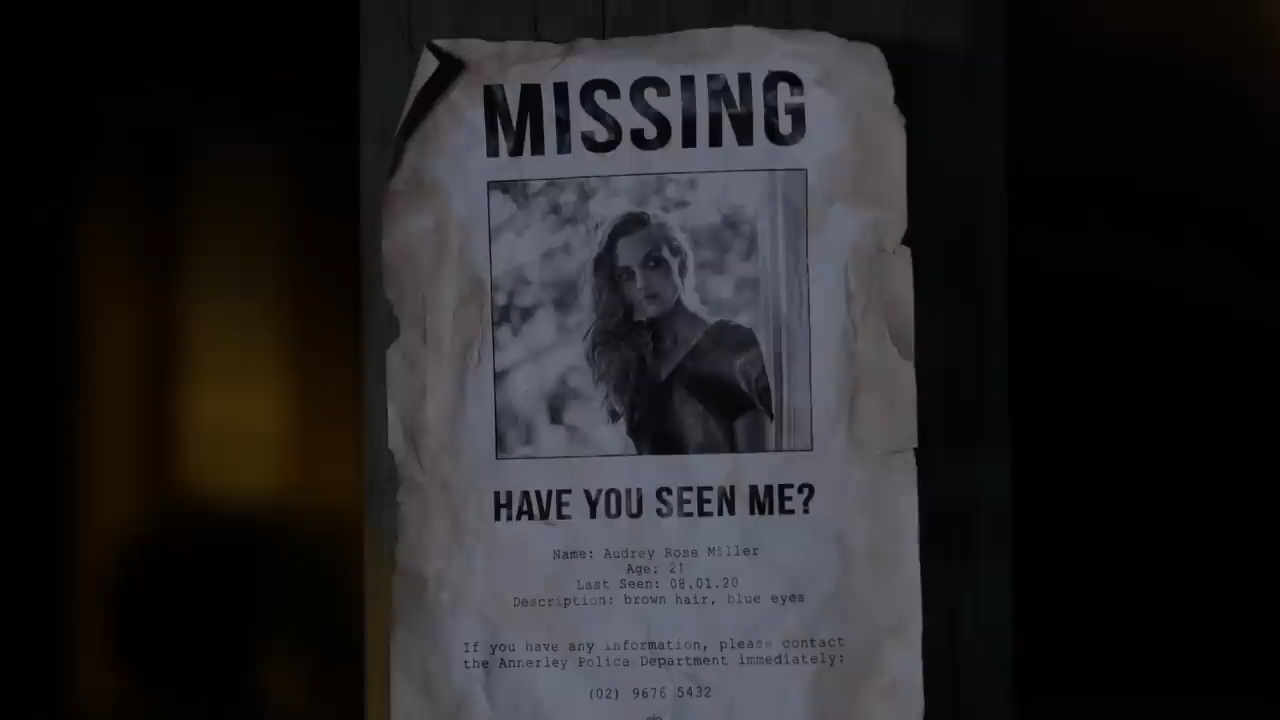 MISSING
HAVE YOU SEEN ME?
Name: Audrey Rose Miller
Age: 21
Last Seen: 08.01.20
Description: brown hair, blue eyes
If you have any information, please contact
the Annerley Police Department immediately:
(02) 9676 5432